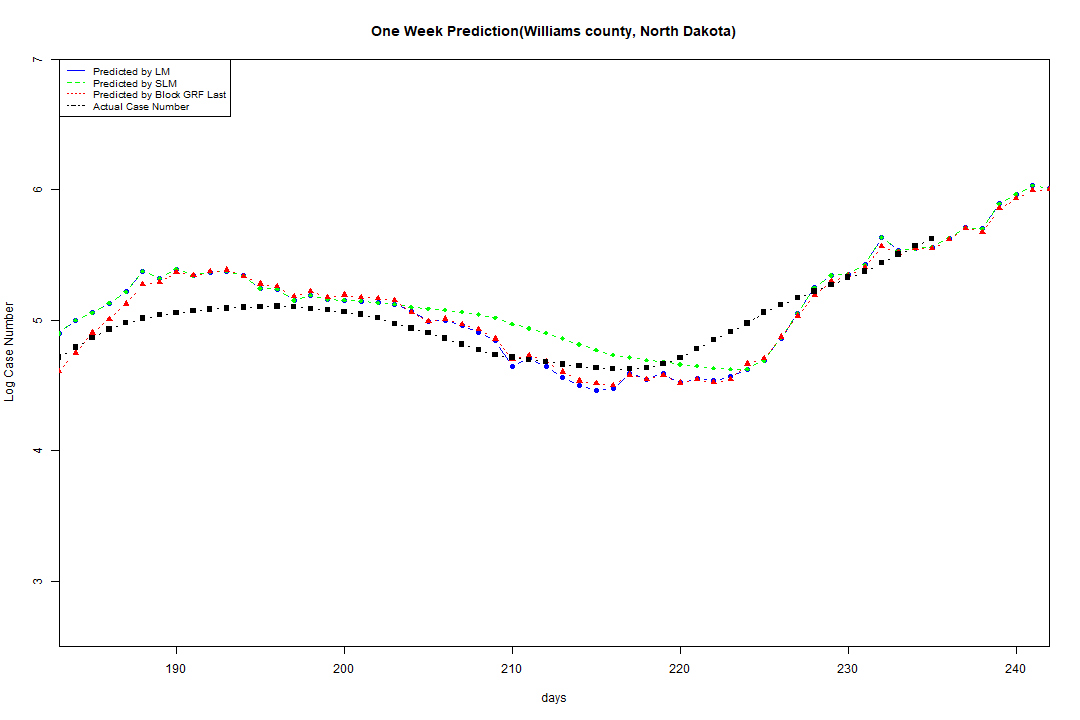 One Week Prediction(Williams county, North Dakota)
Predicted by LM
Predicted by SLM
Predicted by Block GRF Last
Actual Case Number
7
6
5
4
3
Log Case Number
190 200 210 220 230 240
days